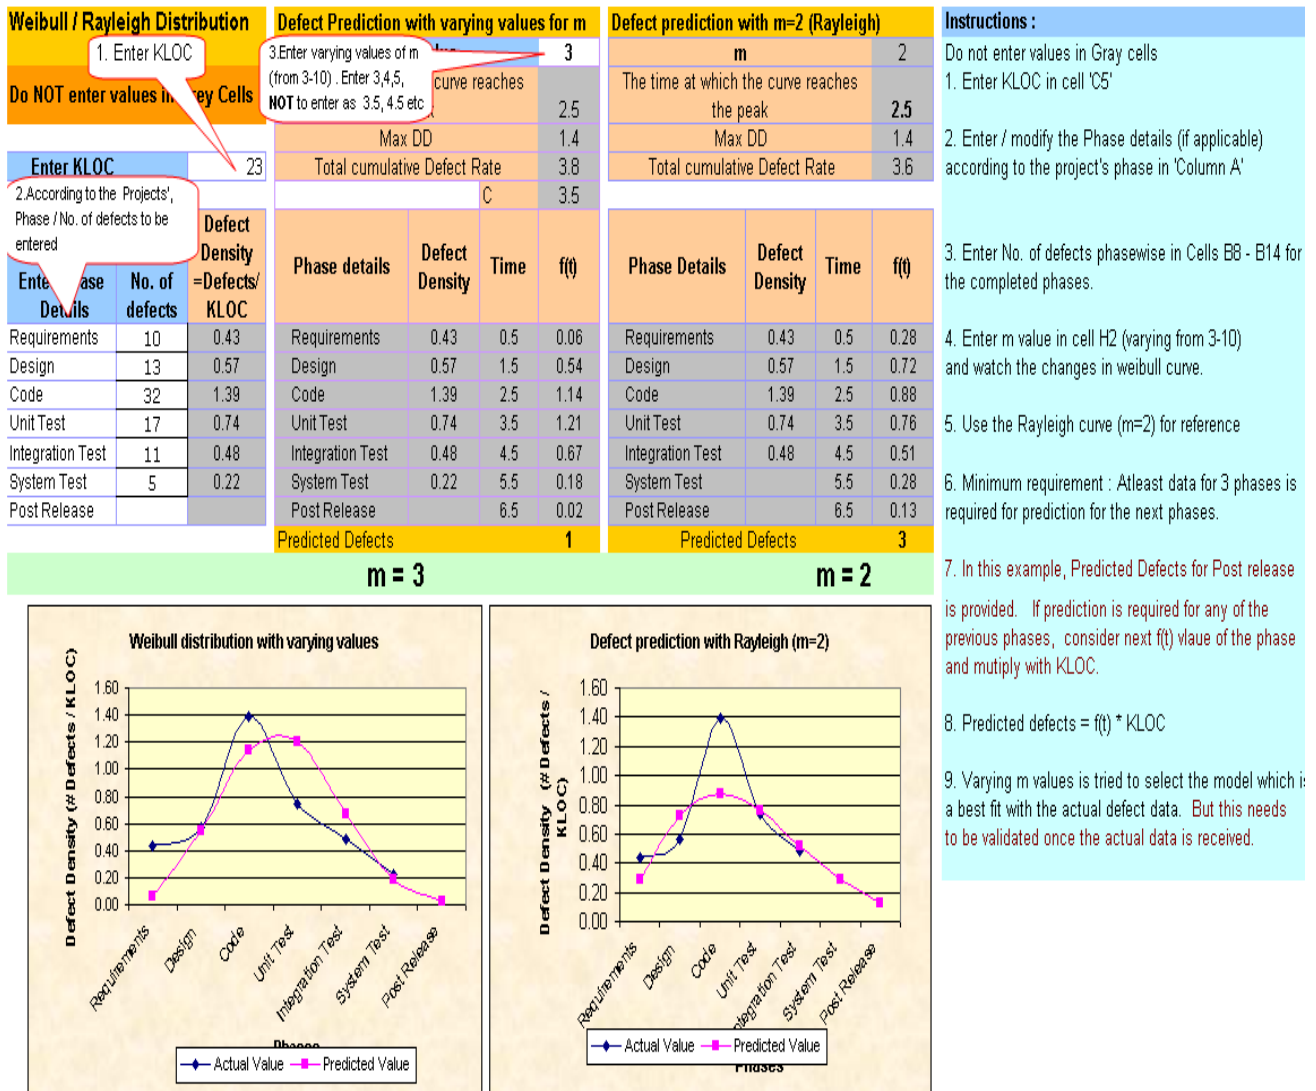 Weibull / Rayleigh Distribution
1. Enter KLOC
Do NOT enter values in Grey Cells
Enter KLOC 23
2.According to the Projects',
Phase / No. of defects to be
entered
Details
No. of
defects
Defect
Density
=Defects/
KLOC
Requirements 10 0.43
Design 13 0.57
Code 32 1.39
Unit Test 17 0.74
Integration Test 11 0.48
System Test 5 0.22
Post Release
Defect Prediction with varying values for m
3.Enter varying values of m
(from 3-10) . Enter 3,4,5,
NOT to enter as 3.5, 4.5 etc
3
curve reaches
2.5
Max DD 1.4
Total cumulative Defect Rate 3.8
C 3.5
Phase details
Defect
Density
Time
f(t)
Requirements 0.43 0.5 0.06
Design 0.57 1.5 0.54
Code 1.39 2.5 1.14
Unit Test 0.74 3.5 1.21
Integration Test 0.48 4.5 0.67
System Test 0.22 5.5 0.18
Post Release 6.5 0.02
Predicted Defects 1
Defect prediction with m=2 (Rayleigh)
m 2
The time at which the curve reaches
the peak 2.5
Max DD 1.4
Total cumulative Defect Rate 3.6
Phase Details
Defect
Density
Time
f(t)
Requirements 0.43 0.5 0.28
Design 0.57 1.5 0.72
Code 1.39 2.5 0.88
Unit Test 0.74 3.5 0.76
Integration Test 0.48 4.5 0.51
System Test 5.5 0.28
Post Release 6.5 0.13
Predicted Defects 3
m = 3
m = 2
Weibull distribution with varying values
Defect Density (# Defects / KLOC)
1.60
1.40
1.20
1.00
0.80
0.60
0.40
0.20
0.00
Requirements
Design
Code
Unit Test
Integration Test
System Test
Post Release
Phases
Actual Value
Predicted Value
Defect prediction with Rayleigh (m=2)
Defect Density (# Defects /
KLOC)
1.60
1.40
1.20
1.00
0.80
0.60
0.40
0.20
0.00
Requirements
Design
Code
Unit Test
Integration Test
System Test
Post Release
Phases
Actual Value
Predicted Value
Instructions :
Do not enter values in Gray cells
1. Enter KLOC in cell 'C5'
2. Enter / modify the Phase details (if applicable)
according to the project's phase in 'Column A'
3. Enter No. of defects phasewise in Cells B8 - B14 for
the completed phases.
4. Enter m value in cell H2 (varying from 3-10)
and watch the changes in weibull curve.
5. Use the Rayleigh curve (m=2) for reference
6. Minimum requirement : Atleast data for 3 phases is
required for prediction for the next phases.
7. In this example, Predicted Defects for Post release
is provided. If prediction is required for any of the
previous phases, consider next f(t) vlaue of the phase
and mutiply with KLOC.
8. Predicted defects = f(t) * KLOC
9. Varying m values is tried to select the model which is
a best fit with the actual defect data. But this needs
to be validated once the actual data is received.